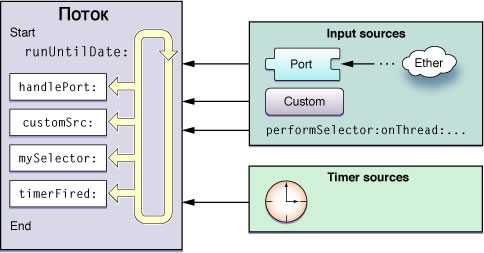 Поток
Start
runUntilDate:
handlePort:
customSrc:
mySelector:
timerFired:
End
Input sources
Port
... Ether
Custom
performSelector:onThread:...
Timer sources